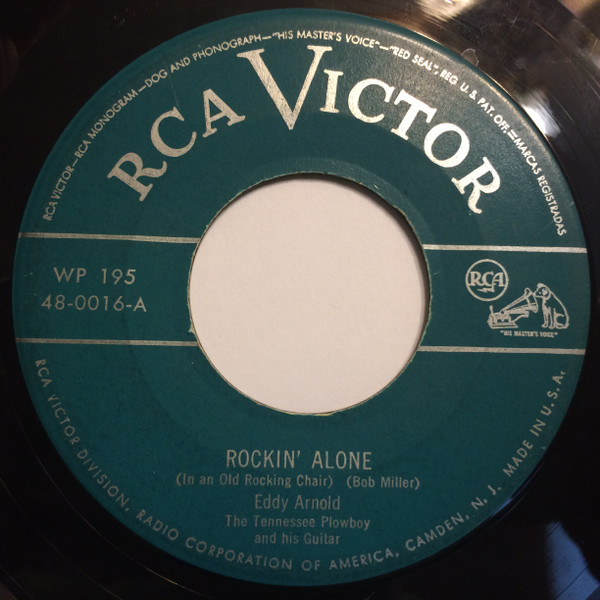 RCA VICTOR—RCA MONOGRAM—DOG AND PHONOGRAPH—"HIS MASTER'S VOICE"—"RED SEAL", REG. U. S. PAT. OFF.—MARCAS REGISTRADAS
RCA VICTOR
WP 195
48-0016-A
RCA
"HIS MASTER'S VOICE"
ROCKIN' ALONE
(In an Old Rocking Chair) (Bob Miller)
Eddy Arnold
The Tennessee Plowboy
and his Guitar
RCA VICTOR DIVISION, RADIO CORPORATION OF AMERICA, CAMDEN, N. J. MADE IN U.S.A.